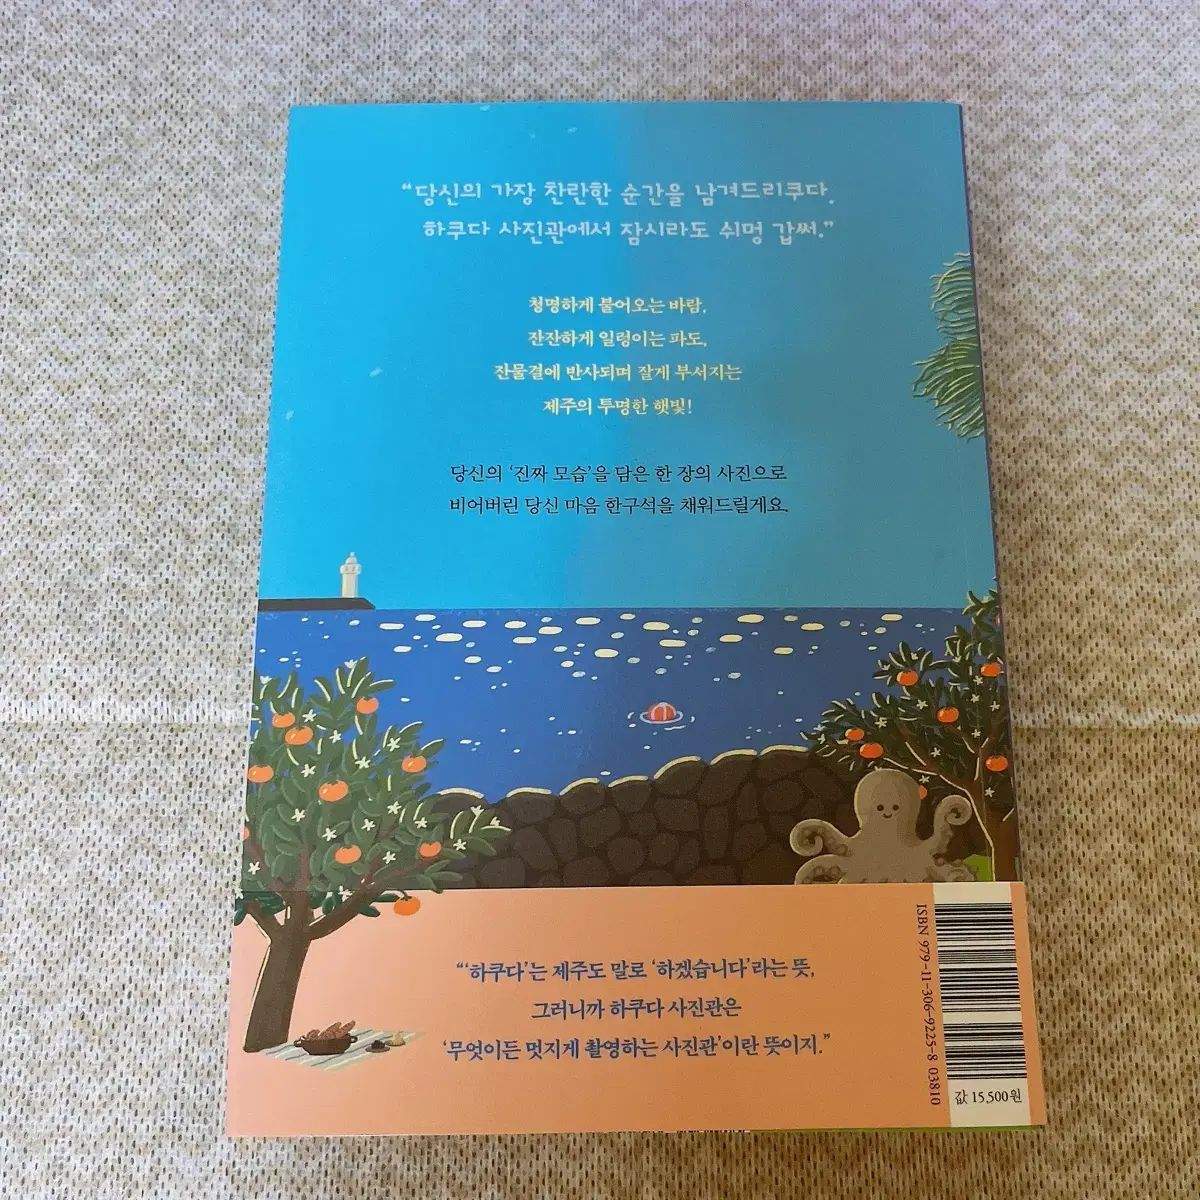 “당신의 가장 찬란한 순간을 남겨드리쿠다.
하쿠다 사진관에서 잠시라도 쉬멍 갑써.”
청명하게 불어오는 바람,
잔잔하게 일렁이는 파도,
잔물결에 반사되며 잘게 부서지는
제주의 투명한 햇빛!
당신의 ‘진짜 모습’을 담은 한 장의 사진으로
비어버린 당신 마음 한구석을 채워드릴게요.
“‘하쿠다’는 제주도 말로 ‘하겠습니다’라는 뜻,
그러니까 하쿠다 사진관은
‘무엇이든 멋지게 촬영하는 사진관’이란 뜻이지.”
ISBN 979-11-306-9225-8 03810
값 15,500원